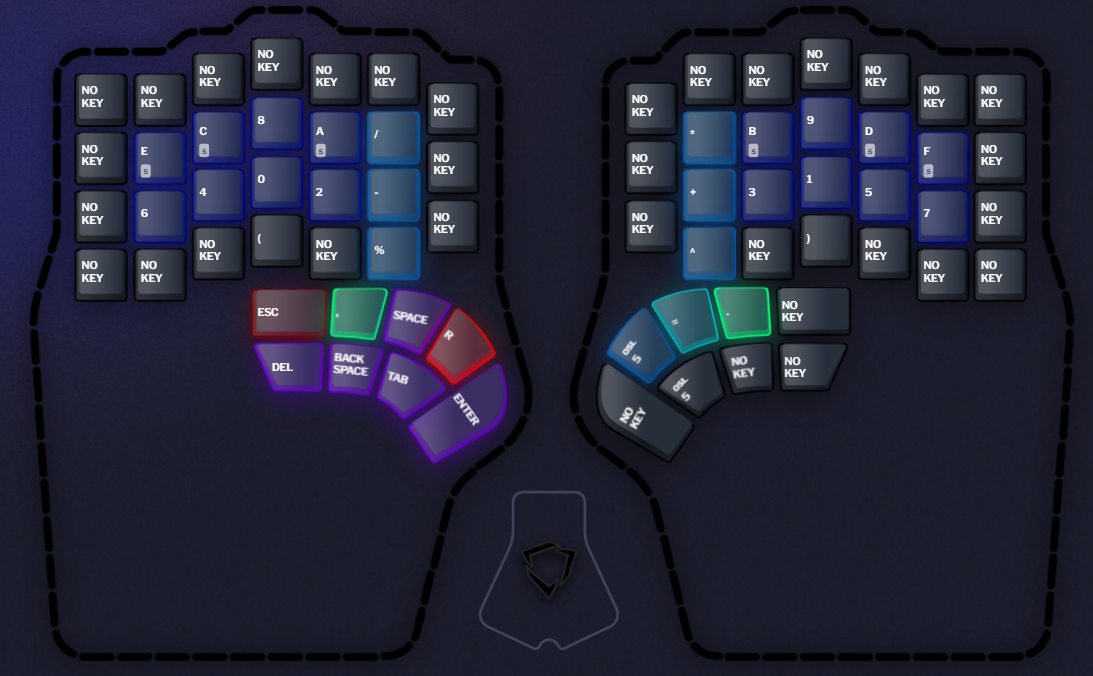 NO KEY
NO KEY
NO KEY
NO KEY
NO KEY
NO KEY
NO KEY
NO KEY
E s
C s
8
A s
/
NO KEY
NO KEY
6
4
0
2
-
NO KEY
NO KEY
NO KEY
NO KEY
(
NO KEY
%
ESC
,
SPACE
R
DEL
BACK SPACE
TAB
ENTER
NO KEY
NO KEY
NO KEY
NO KEY
NO KEY
NO KEY
NO KEY
NO KEY
*
B s
9
D s
F s
NO KEY
NO KEY
+
3
1
5
7
NO KEY
^
NO KEY
)
NO KEY
NO KEY
NO KEY
OSL 5
=
.
NO KEY
NO KEY
OSL 5
NO KEY
NO KEY